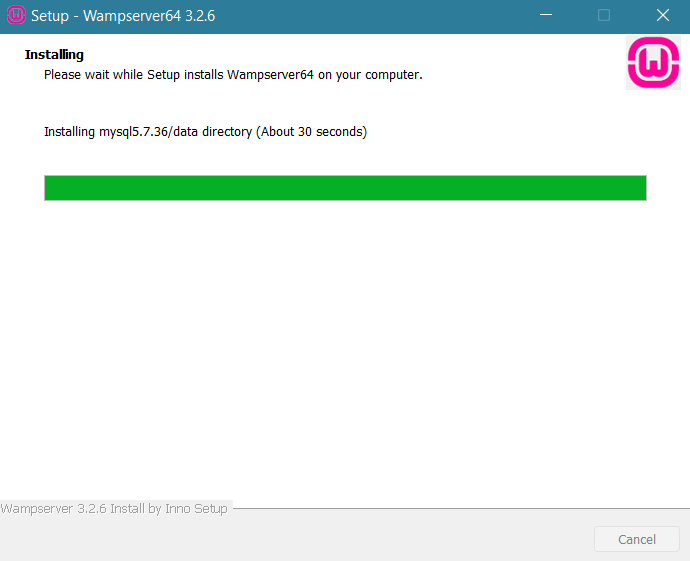 Setup - Wampserver64 3.2.6
Installing
Please wait while Setup installs Wampserver64 on your computer.
Installing mysql5.7.36/data directory (About 30 seconds)
Wampserver 3.2.6 Install by Inno Setup
Cancel